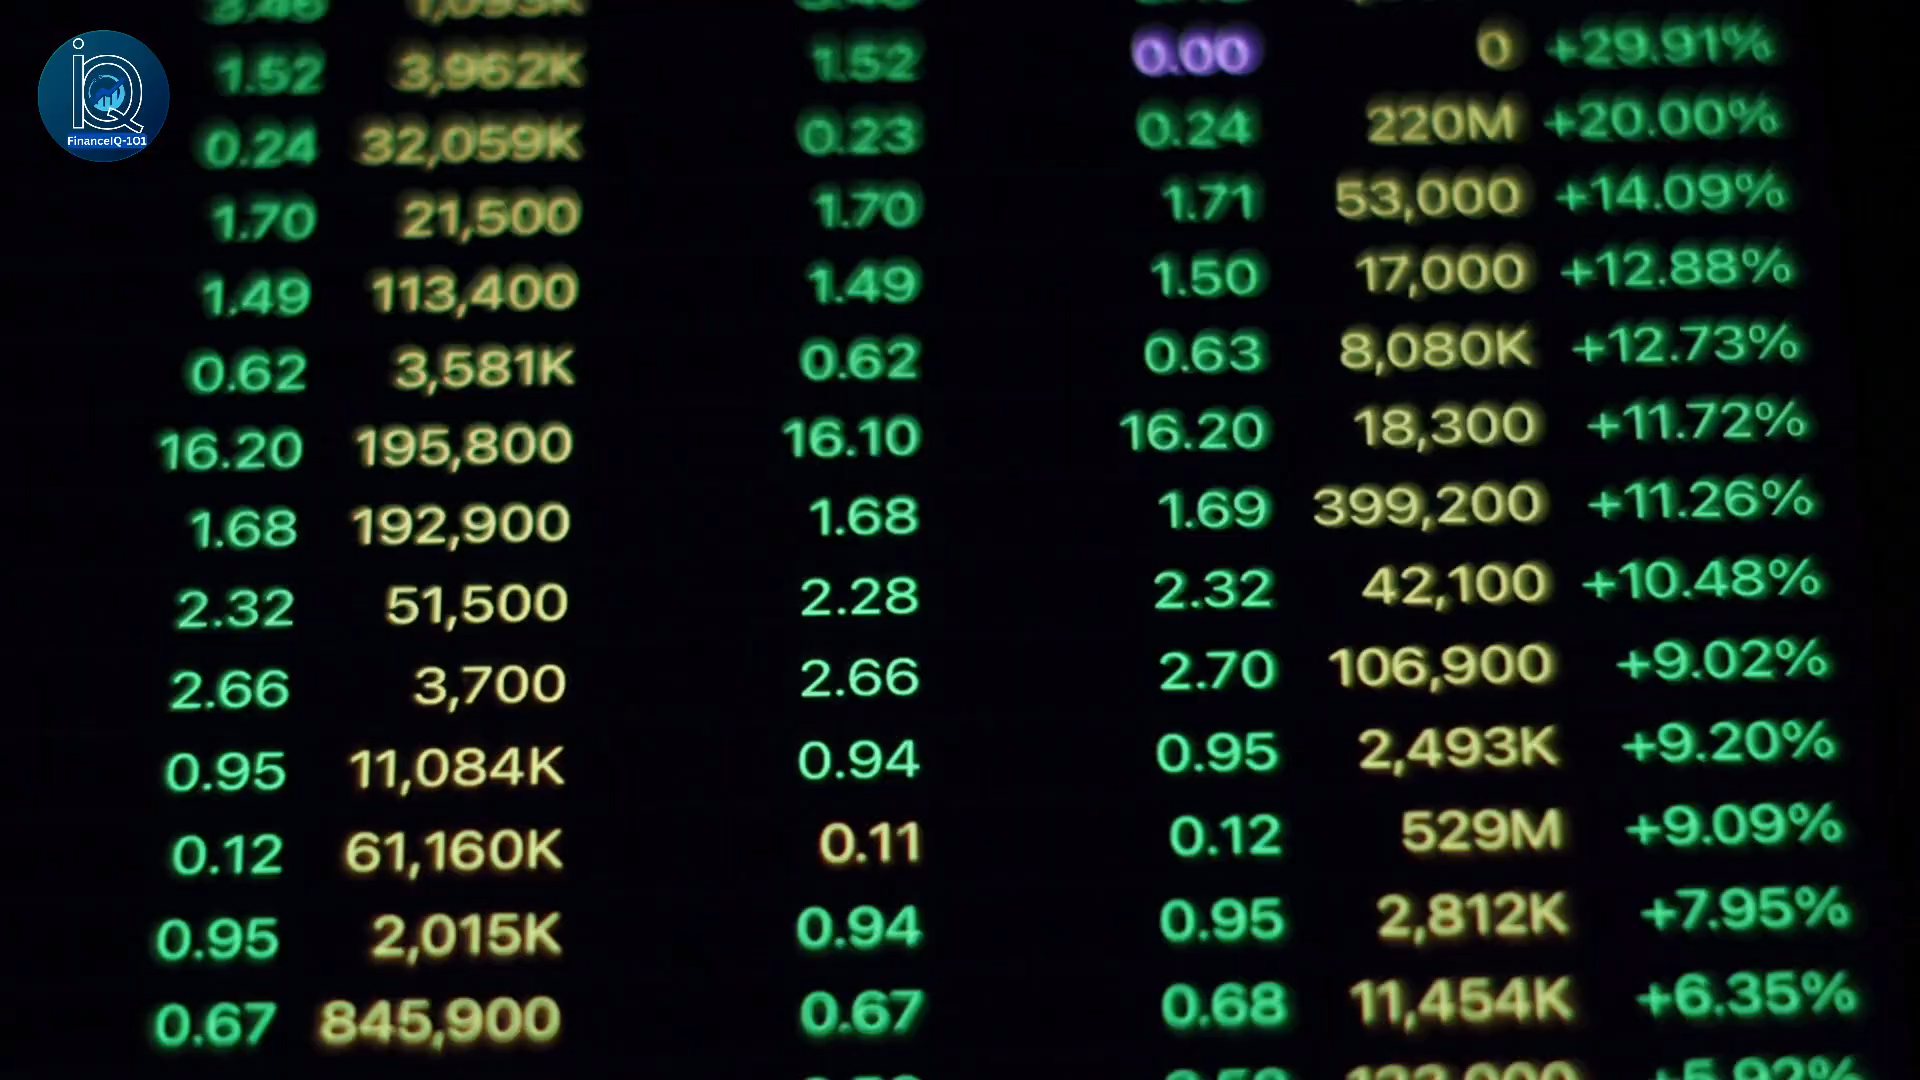 iQ
FinanceIQ-101
1.52 3,962K 1.52 0.00 0 +29.91%
0.24 32,059K 0.23 0.24 220M +20.00%
1.70 21,500 1.70 1.71 53,000 +14.09%
1.49 113,400 1.49 1.50 17,000 +12.88%
0.62 3,581K 0.62 0.63 8,080K +12.73%
16.20 195,800 16.10 16.20 18,300 +11.72%
1.68 192,900 1.68 1.69 399,200 +11.26%
2.32 51,500 2.28 2.32 42,100 +10.48%
2.66 3,700 2.66 2.70 106,900 +9.02%
0.95 11,084K 0.94 0.95 2,493K +9.20%
0.12 61,160K 0.11 0.12 529M +9.09%
0.95 2,015K 0.94 0.95 2,812K +7.95%
0.67 845,900 0.67 0.68 11,454K +6.35%